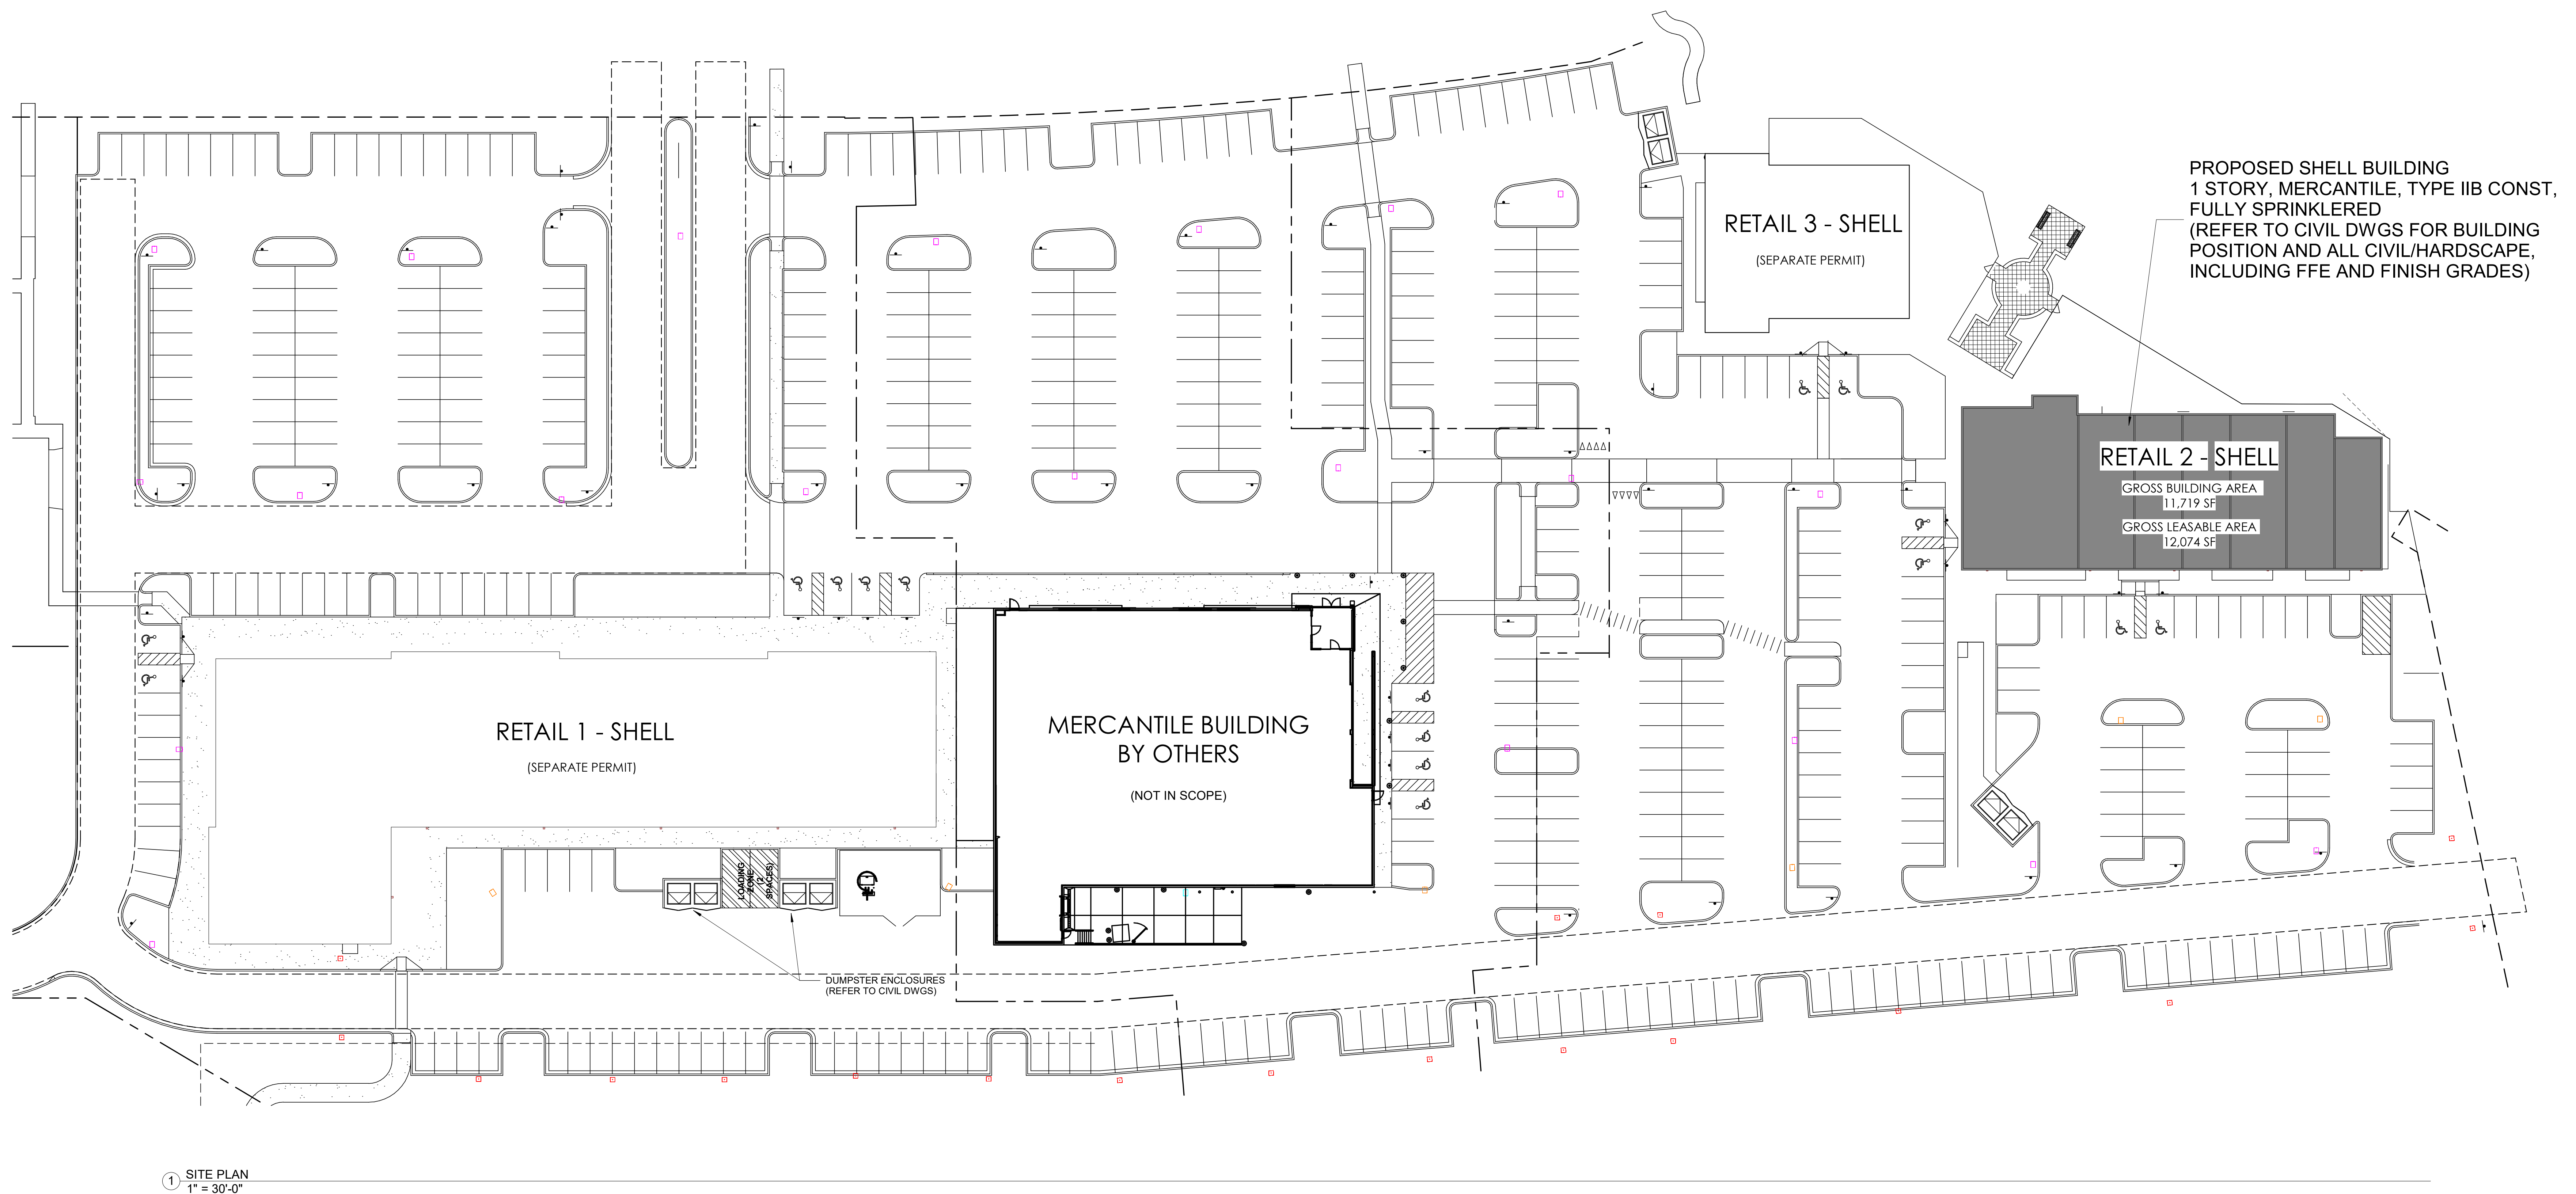 PROPOSED SHELL BUILDING
1 STORY, MERCANTILE, TYPE IIB CONST,
FULLY SPRINKLERED
(REFER TO CIVIL DWGS FOR BUILDING
POSITION AND ALL CIVIL/HARDSCAPE,
INCLUDING FFE AND FINISH GRADES)
RETAIL 3 - SHELL
(SEPARATE PERMIT)
RETAIL 2 - SHELL
GROSS BUILDING AREA
11,719 SF
GROSS LEASABLE AREA
12,074 SF
RETAIL 1 - SHELL
(SEPARATE PERMIT)
MERCANTILE BUILDING
BY OTHERS
(NOT IN SCOPE)
LOADING
ZONE
(2
SPACES)
DUMPSTER ENCLOSURES
(REFER TO CIVIL DWGS)
1
SITE PLAN
1" = 30'-0"